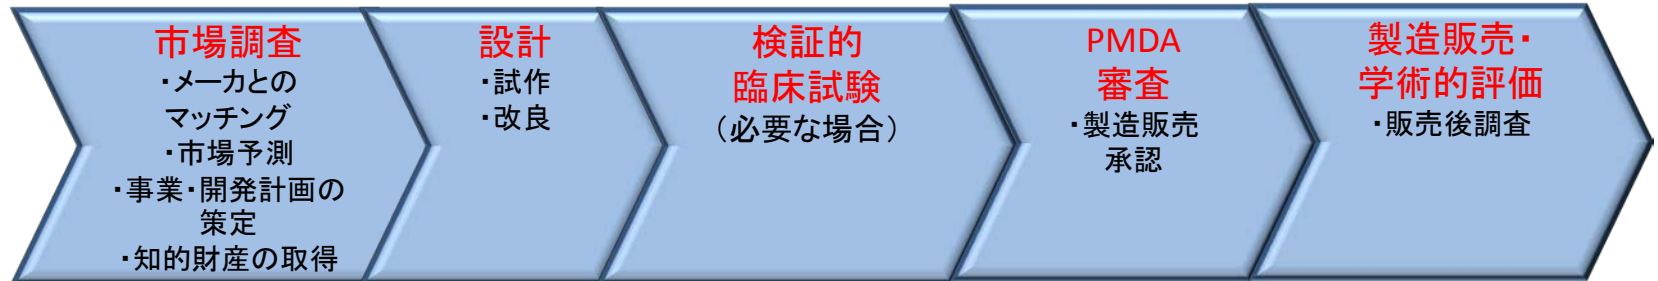 市場調査
・メーカとの
マッチング
・市場予測
・事業・開発計画の
策定
・知的財産の取得
設計
・試作
・改良
検証的
臨床試験
（必要な場合）
PMDA
審査
・製造販売
承認
製造販売・
学術的評価
・販売後調査